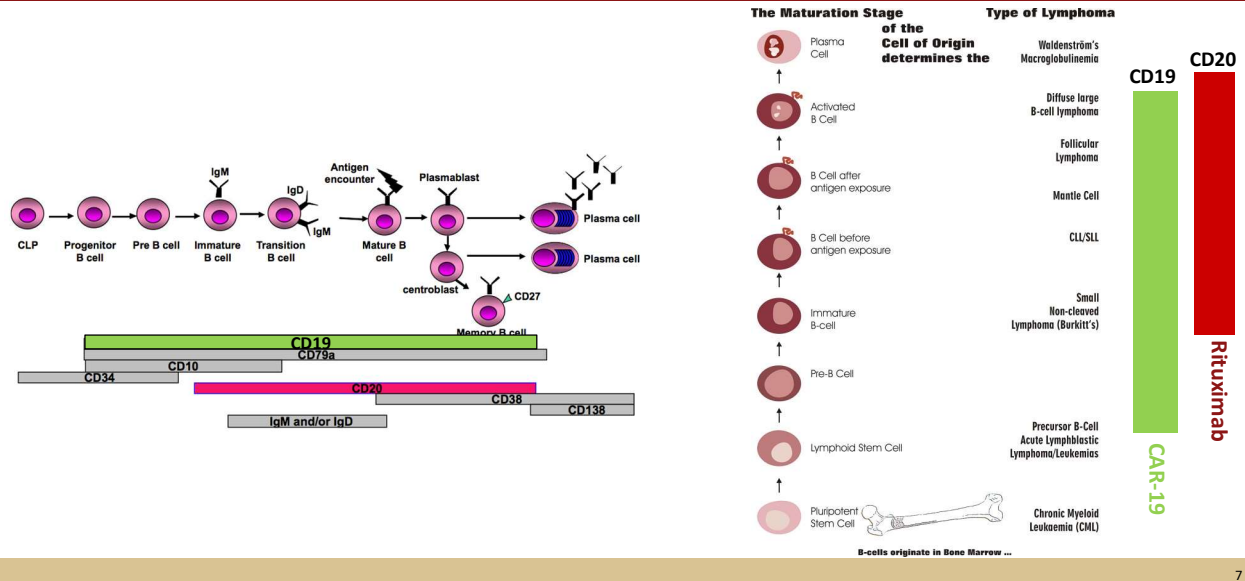 IgM
IgD
IgM
Antigen
encounter
Plasmablast
Plasma cell
CLP
Progenitor
B cell
Pre B cell
Immature
B cell
Transition
B cell
Mature B
cell
Plasma cell
centroblast
CD27
Memory B cell
CD19
CD79a
CD10
CD34
CD20
CD38
CD138
IgM and/or IgD
The Maturation Stage
of the
Cell of Origin
determines the
Type of Lymphoma
Plasma
Cell
Waldenström's
Macroglobulinemia
Activated
B Cell
Diffuse large
B-cell lymphoma
Follicular
Lymphoma
B Cell after
antigen exposure
Mantle Cell
B Cell before
antigen exposure
CLL/SLL
Immature
B-cell
Small
Non-cleaved
Lymphoma (Burkitt's)
Pre-B Cell
Lymphoid Stem Cell
Precursor B-Cell
Acute Lymphblastic
Lymphoma/Leukemias
Pluripotent
Stem Cell
Chronic Myeloid
Leukaemia (CML)
B-cells originate in Bone Marrow ...
CD19
CAR-19
CD20
Rituximab
7